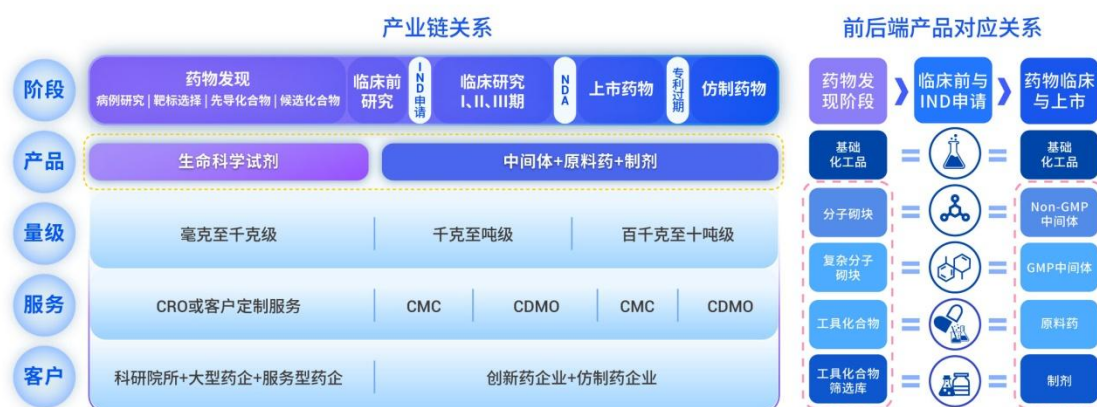 产业链关系
阶段
药物发现
病例研究 | 靶标选择 | 先导化合物 | 候选化合物
临床前
研究
IND申请
临床研究
I、II、III期
NDA
上市药物
专利过期
仿制药物
产品
生命科学试剂
中间体+原料药+制剂
量级
毫克至千克级
千克至吨级
百千克至十吨级
服务
CRO或客户定制服务
CMC
CDMO
CMC
CDMO
客户
科研院所+大型药企+服务型药企
创新药企业+仿制药企业
前后端产品对应关系
药物发
现阶段
临床前与
IND申请
药物临床
与上市
基础
化工品
=
=
基础
化工品
分子砌块
=
=
Non-GMP
中间体
复杂分子
砌块
=
=
GMP中间体
工具化合物
=
=
原料药
工具化合物
筛选库
=
=
制剂